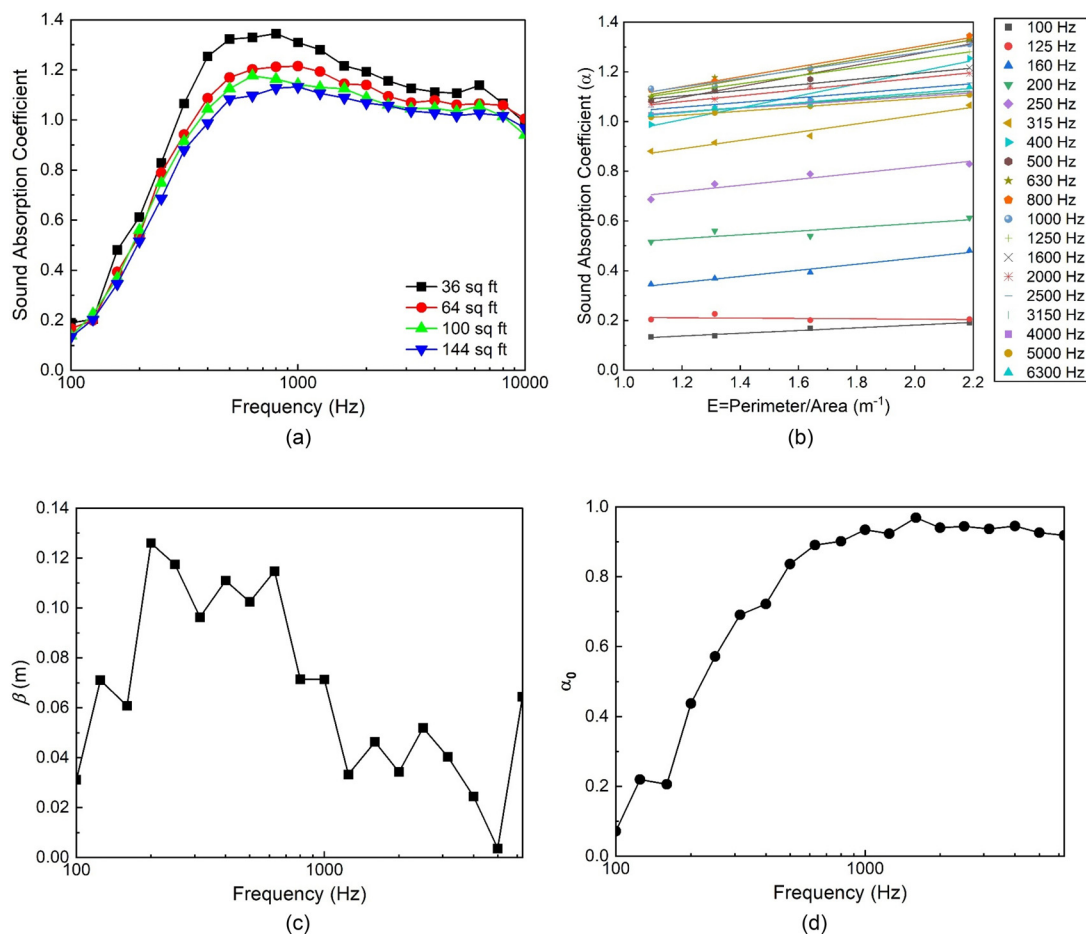 1.4
1.2
1.0
0.8
0.6
0.4
0.2
0.0
Sound Absorption Coefficient
36 sq ft
64 sq ft
100 sq ft
144 sq ft
100
1000
10000
Frequency (Hz)
(a)
1.4
1.2
1.0
0.8
0.6
0.4
0.2
0.0
Sound Absorption Coefficient (α)
1.0
1.2
1.4
1.6
1.8
2.0
2.2
E=Perimeter/Area (m⁻¹)
(b)
100 Hz
125 Hz
160 Hz
200 Hz
250 Hz
315 Hz
400 Hz
500 Hz
630 Hz
800 Hz
1000 Hz
1250 Hz
1600 Hz
2000 Hz
2500 Hz
3150 Hz
4000 Hz
5000 Hz
6300 Hz
0.14
0.12
0.10
0.08
0.06
0.04
0.02
0.00
β (m)
100
1000
(Hz)
(c)
1.0
0.8
0.6
0.4
0.2
0.0
α₀
100
1000
Frequency (Hz)
(d)